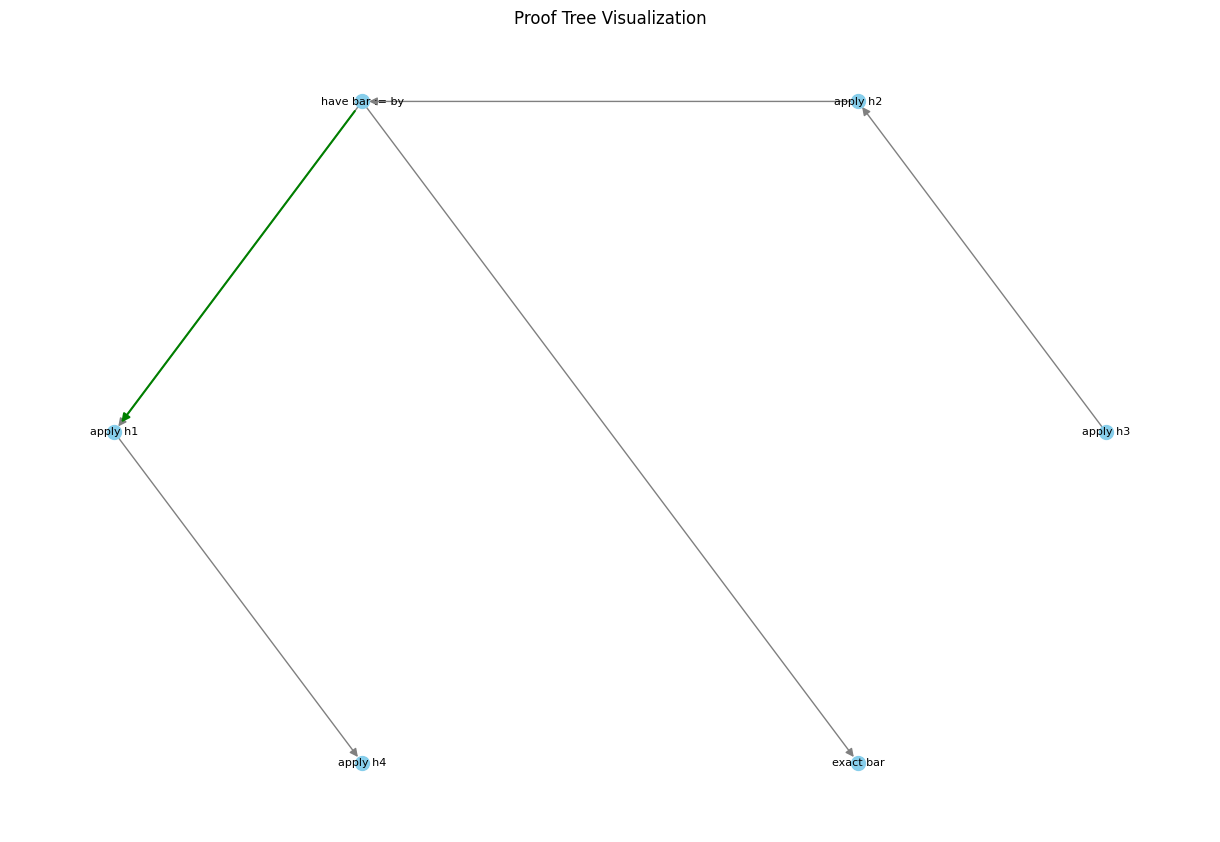 Proof Tree Visualization
have bar := by
apply h2
apply h1
apply h3
apply h4
exact bar